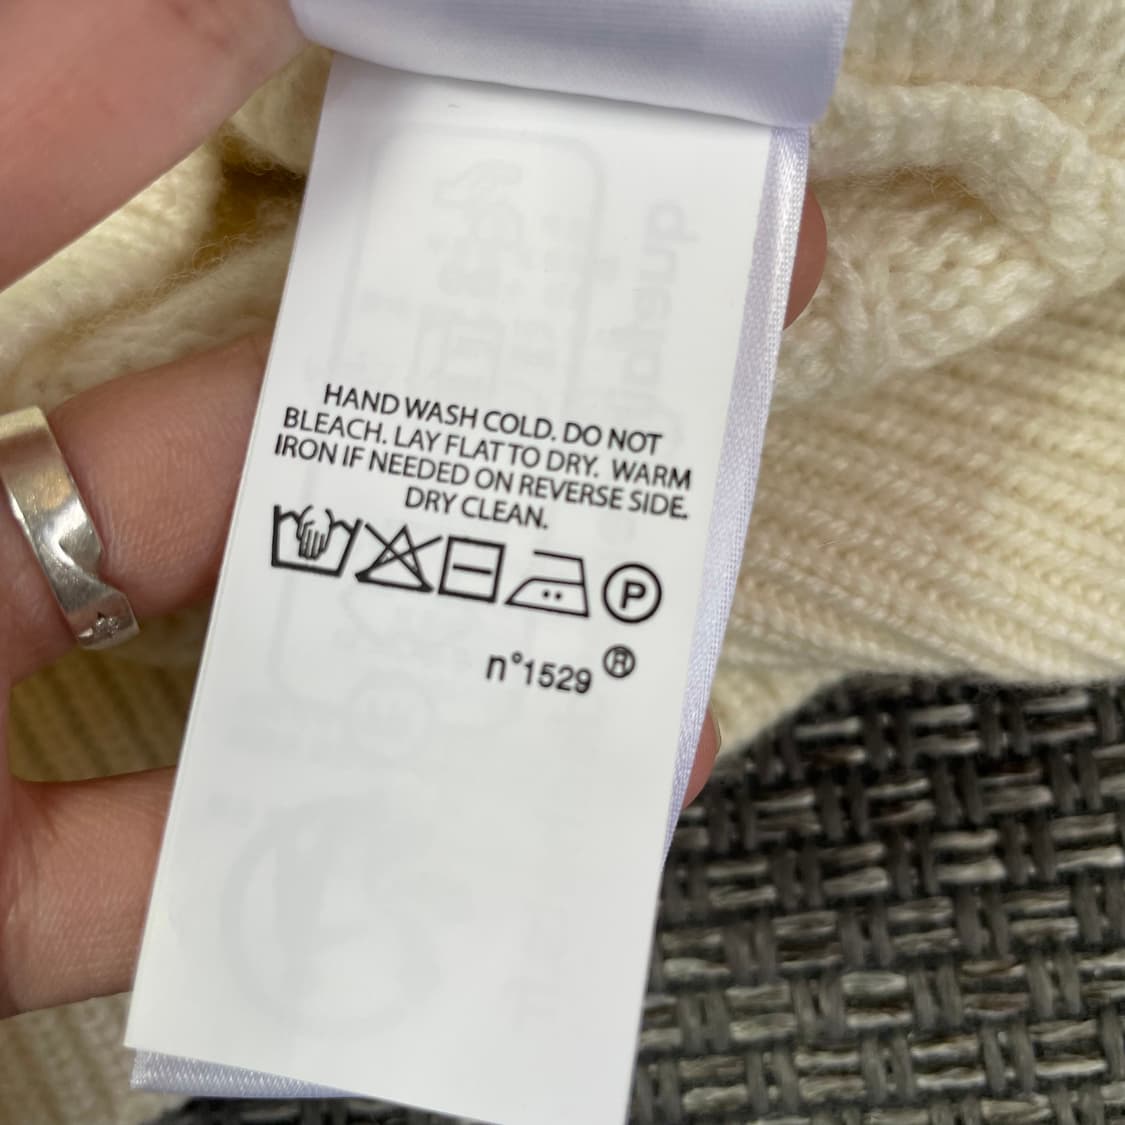 HAND WASH COLD. DO NOT
BLEACH. LAY FLAT TO DRY. WARM
IRON IF NEEDED ON REVERSE SIDE.
DRY CLEAN.
P
n°1529 ®